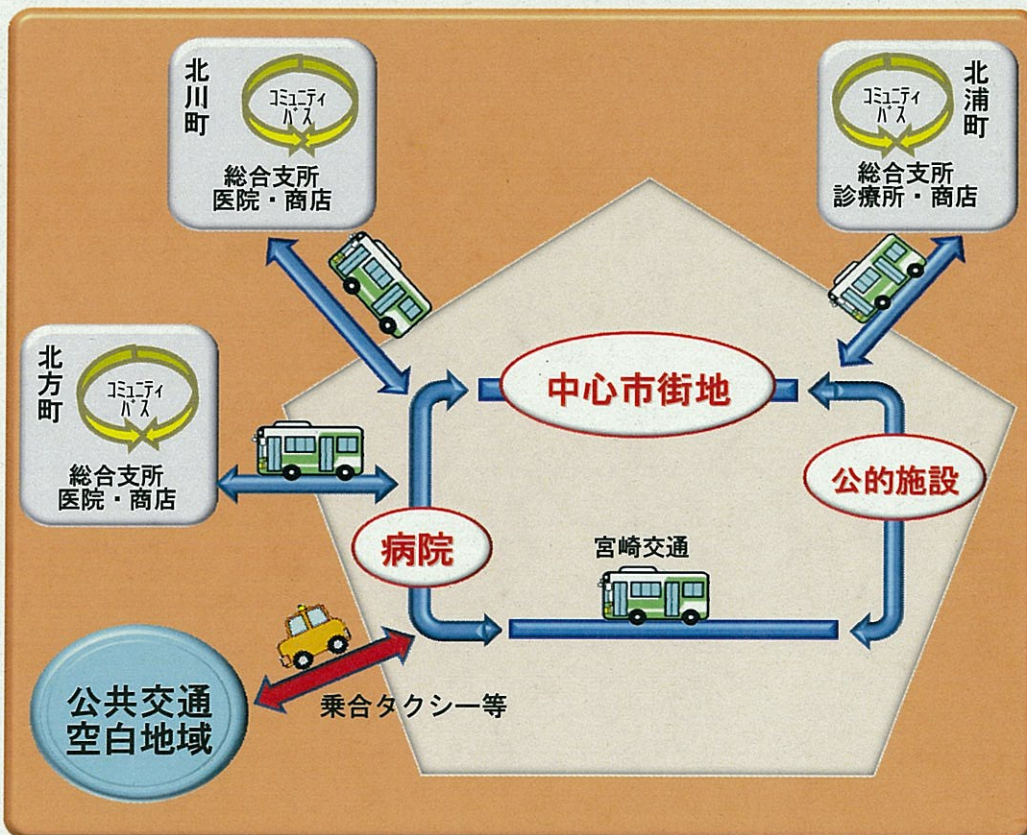 北川町
コミュニティ
バス
総合支所
医院・商店
北浦町
コミュニティ
バス
総合支所
診療所・商店
北方町
コミュニティ
バス
総合支所
医院・商店
中心市街地
公的施設
病院
宮崎交通
乗合タクシー等
公共交通
空白地域